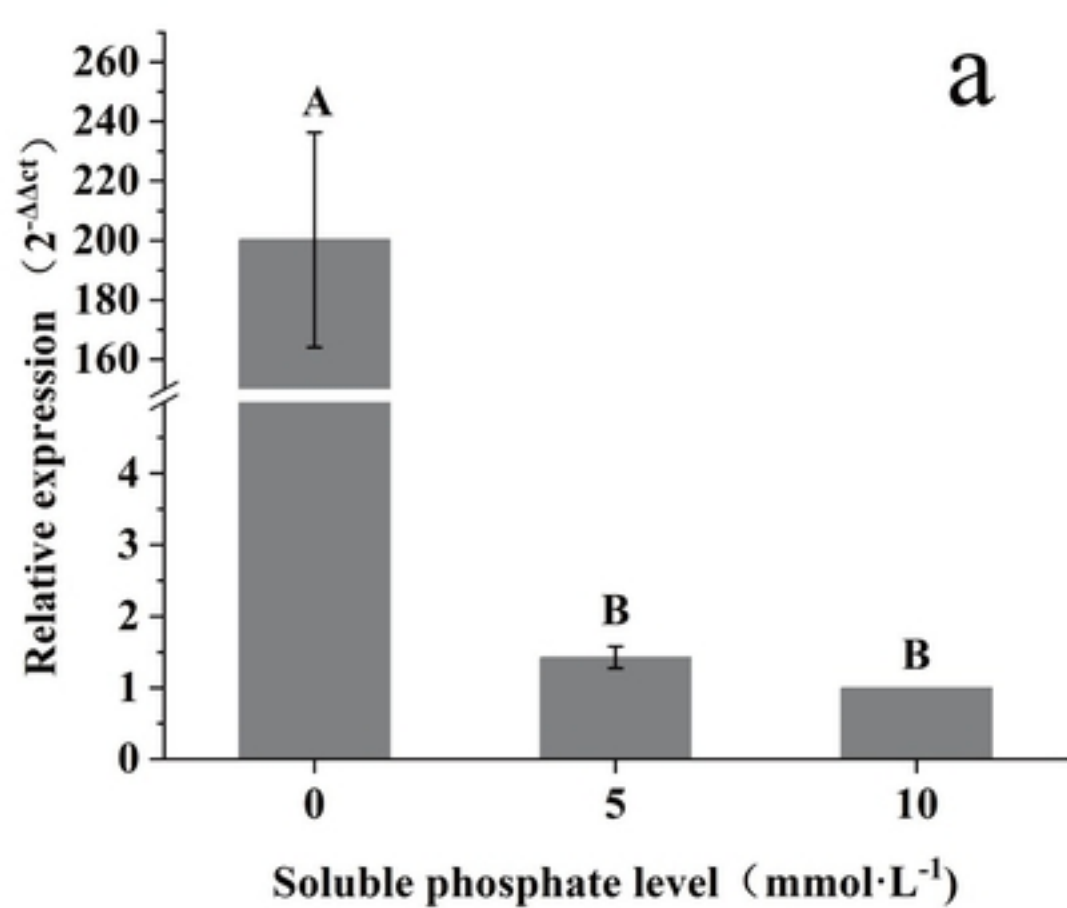 a
Relative expression （2-ΔΔct）
260
240
220
200
180
160
4
3
2
1
0
A
B
B
0 5 10
Soluble phosphate level（mmol·L-1)